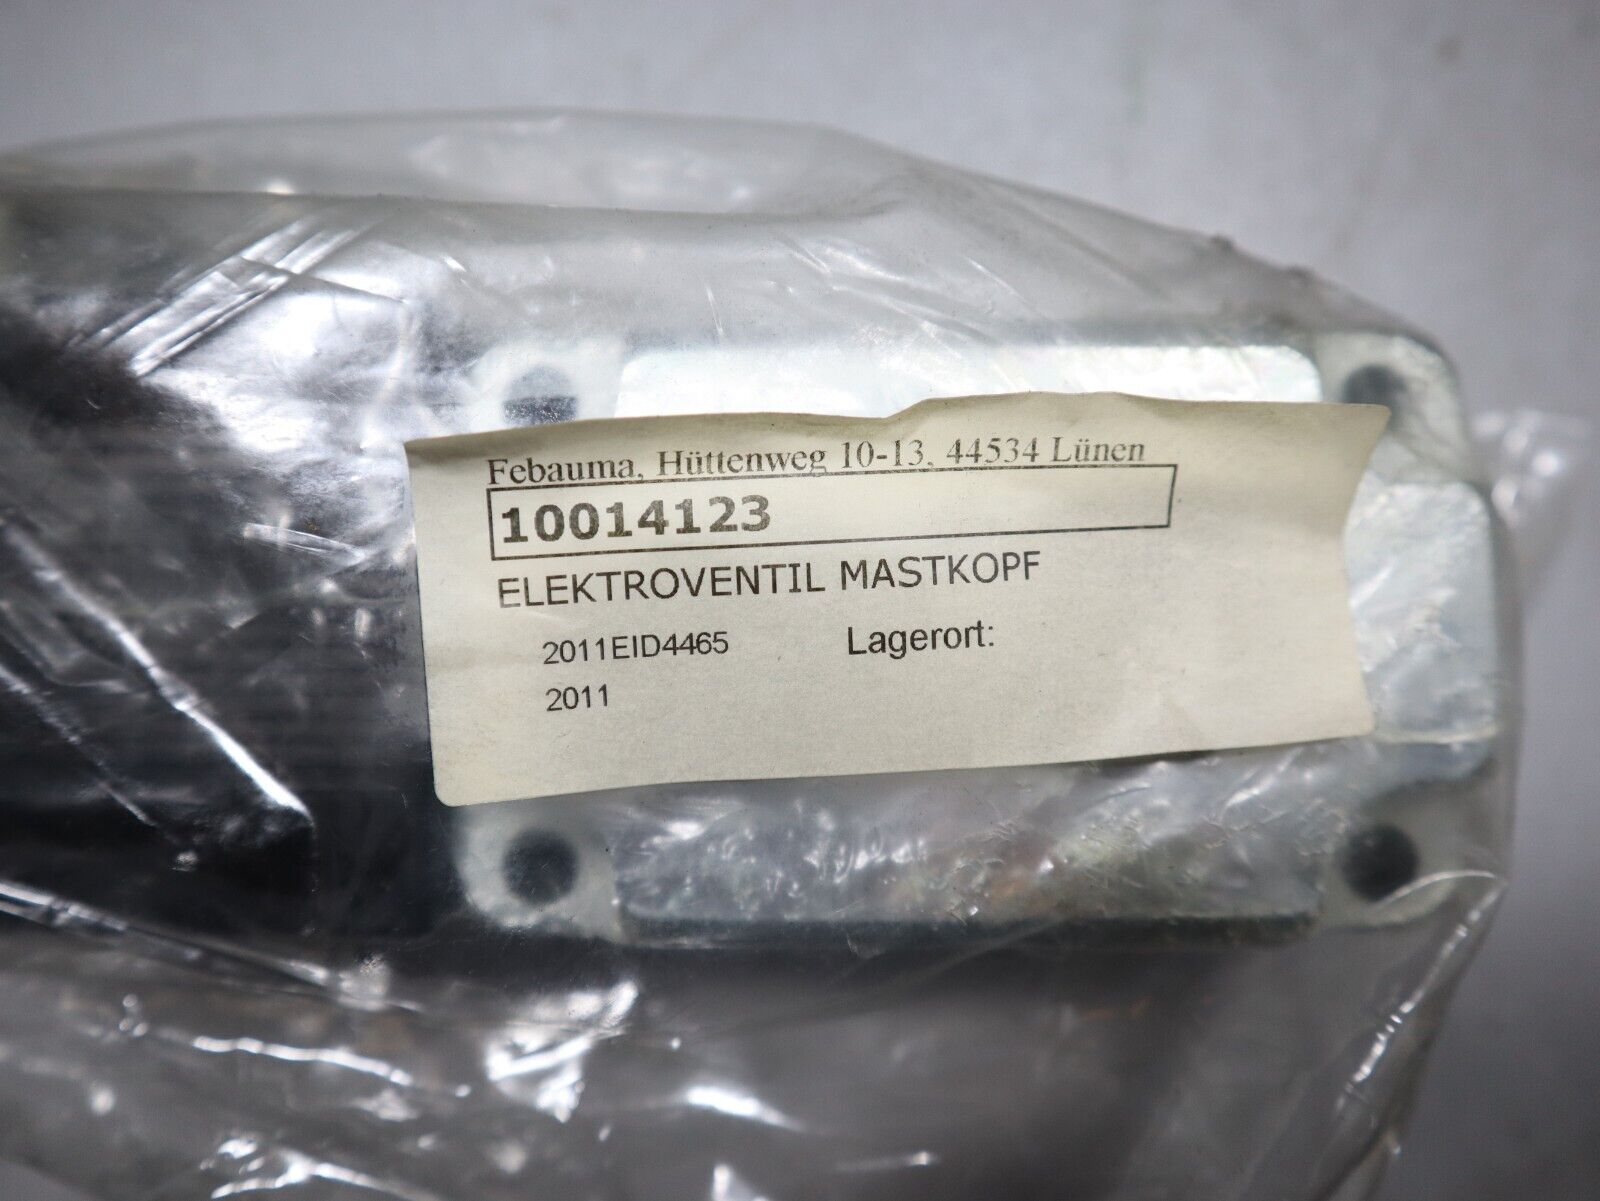 Febauma, Hüttenweg 10-13, 44534 Lünen
10014123
ELEKTROVENTIL MASTKOPF
2011EID4465 Lagerort:
2011